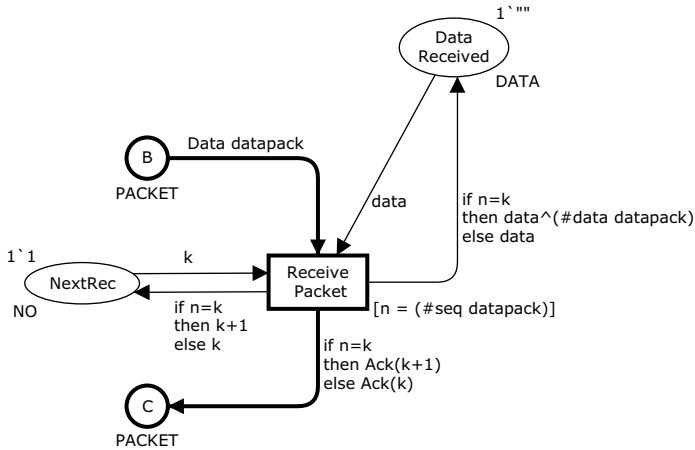 1`""
Data
Received
DATA
Data datapack
B
PACKET
data
if n=k
then data^(#data datapack)
else data
1`1
k
NextRec
NO
Receive
Packet
[n = (#seq datapack)]
if n=k
then k+1
else k
if n=k
then Ack(k+1)
else Ack(k)
C
PACKET